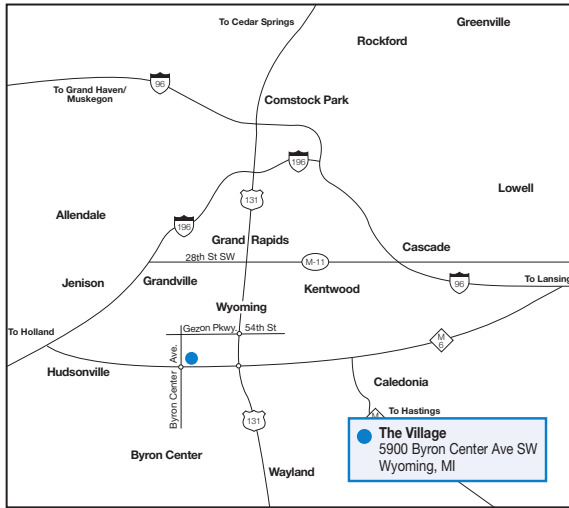 To Cedar Springs
Greenville
Rockford
96
To Grand Haven/
Muskegon
Comstock Park
196
131
Lowell
Allendale
196
Grand Rapids
Cascade
28th St SW
M-11
Jenison
Grandville
Kentwood
To Lansing
96
Wyoming
To Holland
Gezon Pkwy.
54th St
M
6
Byron Center Ave.
Hudsonville
Caledonia
To Hastings
M
131
Byron Center
Wayland
The Village
5900 Byron Center Ave SW
Wyoming, MI